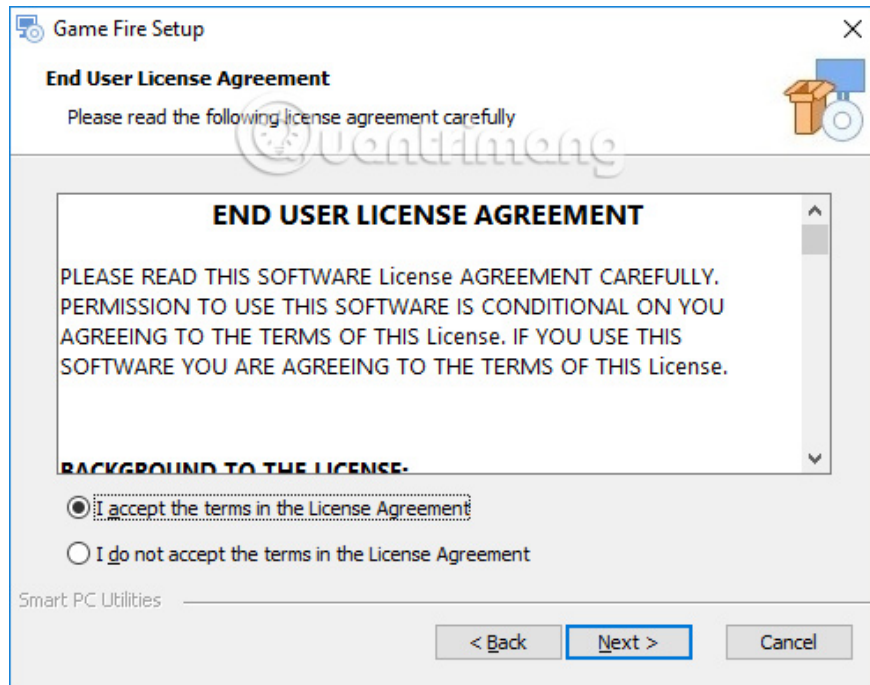 Game Fire Setup
End User License Agreement
Please read the following license agreement carefully
Quantrimang
END USER LICENSE AGREEMENT
PLEASE READ THIS SOFTWARE License AGREEMENT CAREFULLY.
PERMISSION TO USE THIS SOFTWARE IS CONDITIONAL ON YOU
AGREEING TO THE TERMS OF THIS License. IF YOU USE THIS
SOFTWARE YOU ARE AGREEING TO THE TERMS OF THIS License.
BACKGROUND TO THE LICENSE:
I accept the terms in the License Agreement
I do not accept the terms in the License Agreement
Smart PC Utilities
< Back Next > Cancel